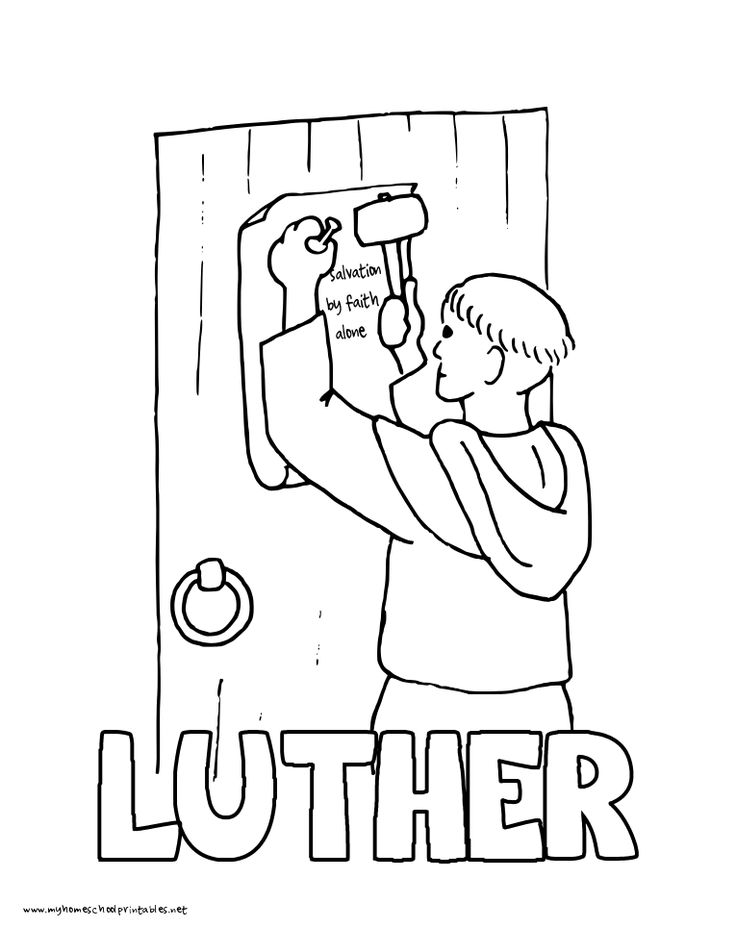 salvation
by faith
alone
LUTHER
www.myhomeschoolprintables.net